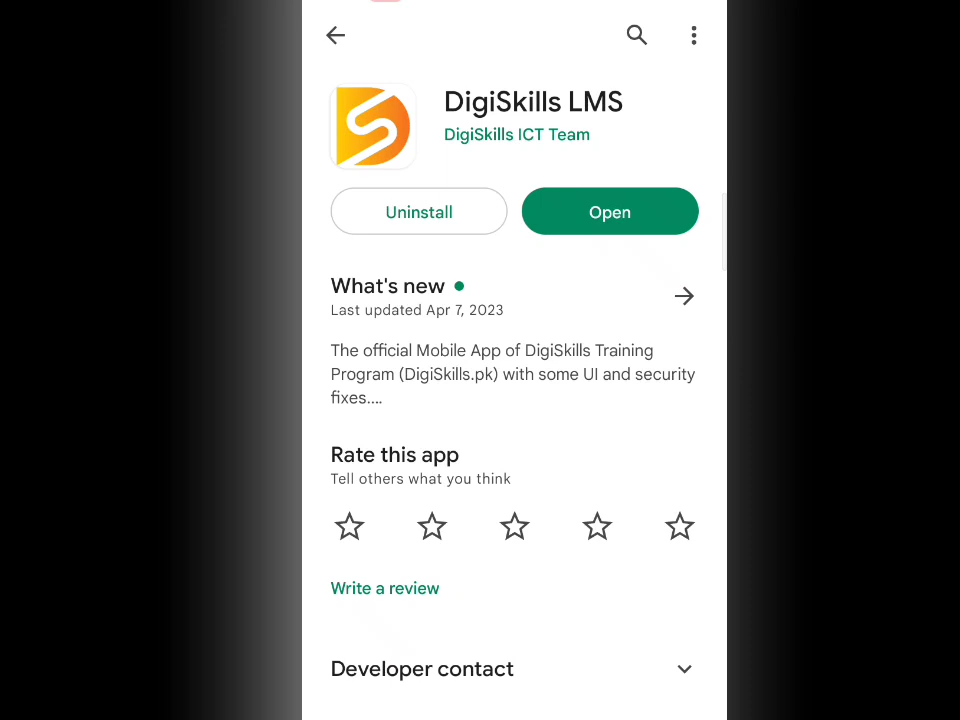 DigiSkills LMS
DigiSkills ICT Team
Uninstall
Open
What's new
Last updated Apr 7, 2023
The official Mobile App of DigiSkills Training
Program (DigiSkills.pk) with some UI and security
fixes....
Rate this app
Tell others what you think
Write a review
Developer contact